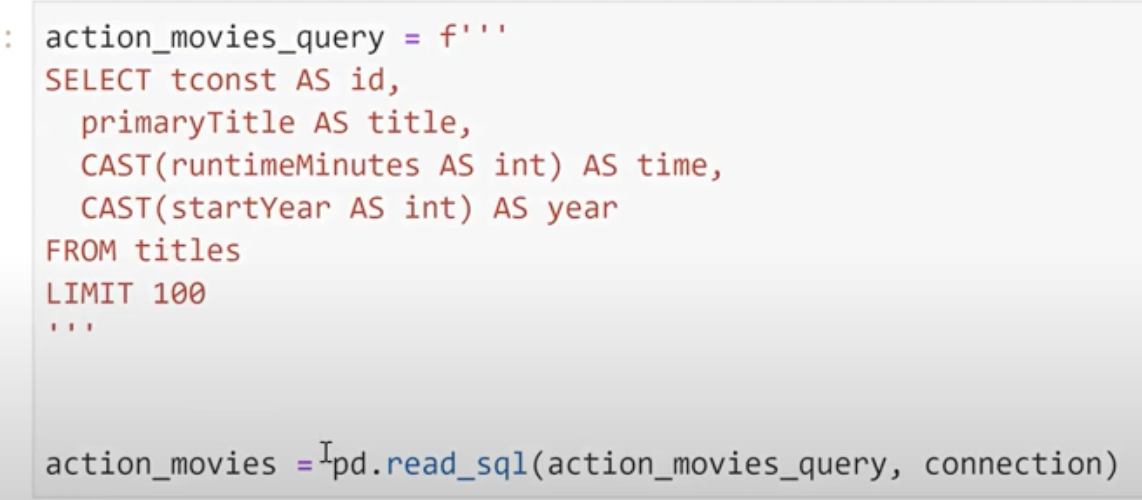 :
action_movies_query = f'''
SELECT tconst AS id,
  primaryTitle AS title,
  CAST(runtimeMinutes AS int) AS time,
  CAST(startYear AS int) AS year
FROM titles
LIMIT 100
'''
action_movies = pd.read_sql(action_movies_query, connection)